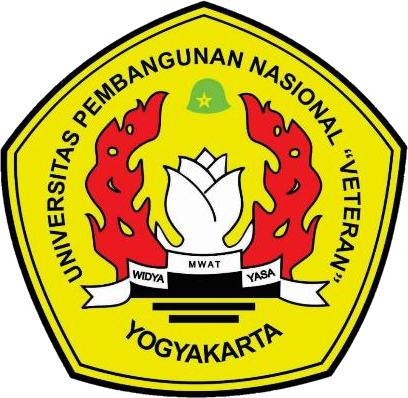 UNIVERSITAS PEMBANGUNAN NASIONAL “VETERAN”
WIDYA MWAT YASA
YOGYAKARTA